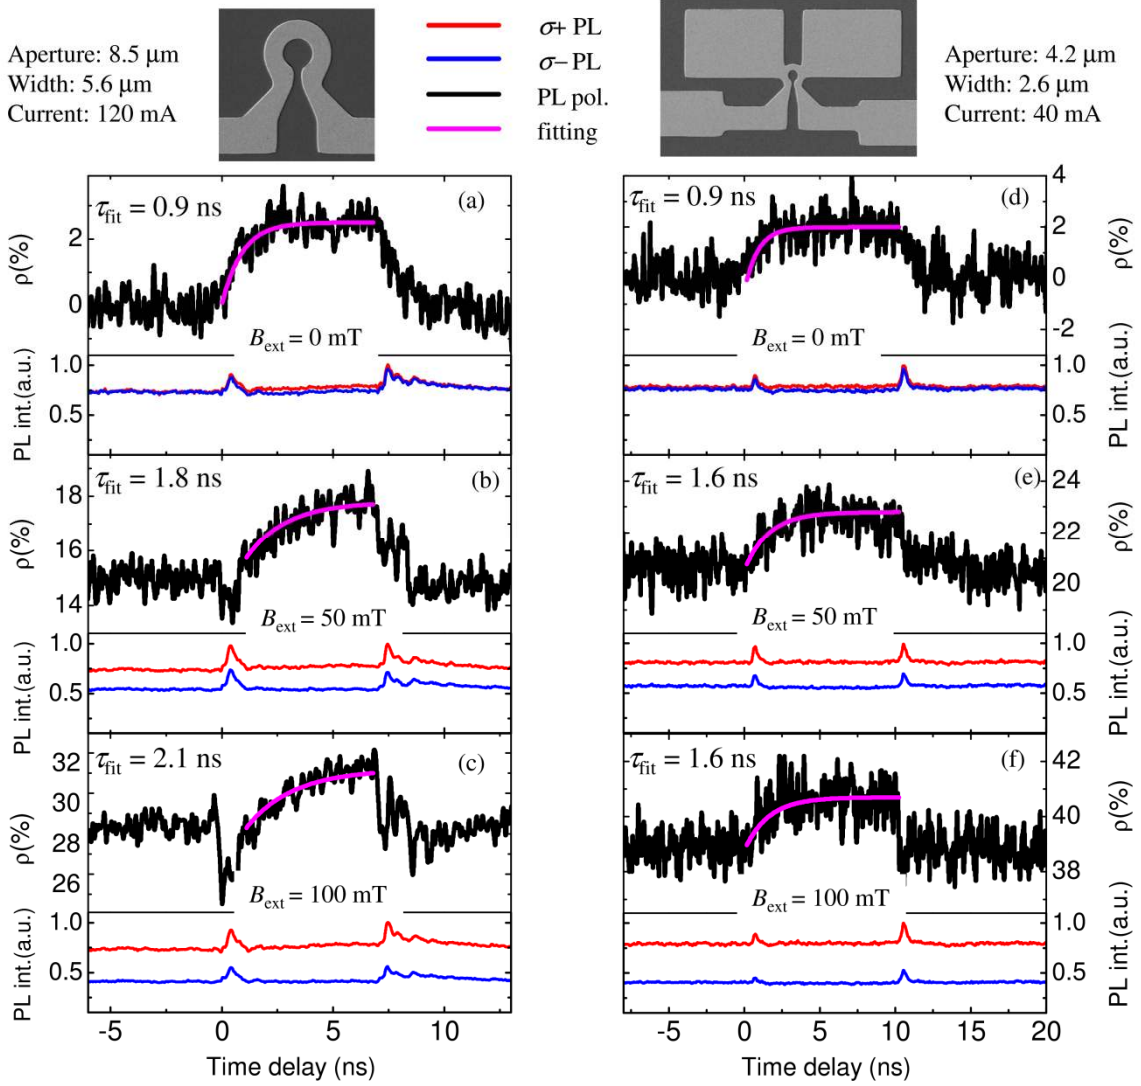 Aperture: 8.5 μm
Width: 5.6 μm
Current: 120 mA
σ+ PL
σ− PL
PL pol.
fitting
Aperture: 4.2 μm
Width: 2.6 μm
Current: 40 mA
τfit = 0.9 ns
(a)
ρ(%)
2
0
Bext = 0 mT
PL int.(a.u.)
1.0
0.5
τfit = 1.8 ns
(b)
ρ(%)
18
16
14
Bext = 50 mT
PL int.(a.u.)
1.0
0.5
τfit = 2.1 ns
(c)
ρ(%)
32
30
28
26
Bext = 100 mT
PL int.(a.u.)
1.0
0.5
-5 0 5 10
Time delay (ns)
τfit = 0.9 ns
(d)
4
2
0
-2
ρ(%)
Bext = 0 mT
1.0
0.5
PL int.(a.u.)
τfit = 1.6 ns
(e)
24
22
20
ρ(%)
Bext = 50 mT
1.0
0.5
PL int.(a.u.)
τfit = 1.6 ns
(f)
42
40
38
ρ(%)
Bext = 100 mT
1.0
0.5
PL int.(a.u.)
-5 0 5 10 15 20
Time delay (ns)